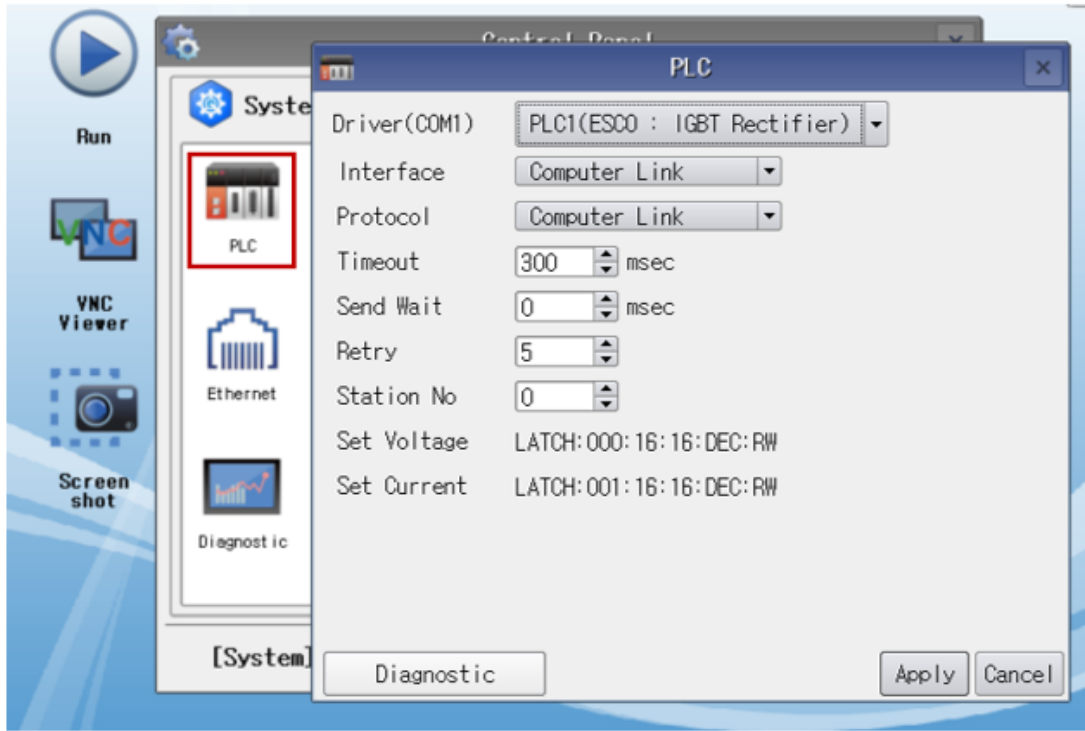 Run
VNC
VNC
Viewer
Screen
shot
Control Panel
Syste
PLC
Ethernet
Diagnostic
[System]
PLC
Driver(COM1) PLC1(ESCO : IGBT Rectifier)
Interface Computer Link
Protocol Computer Link
Timeout 300 msec
Send Wait 0 msec
Retry 5
Station No 0
Set Voltage LATCH:000:16:16:DEC:RW
Set Current LATCH:001:16:16:DEC:RW
Diagnostic Apply Cancel